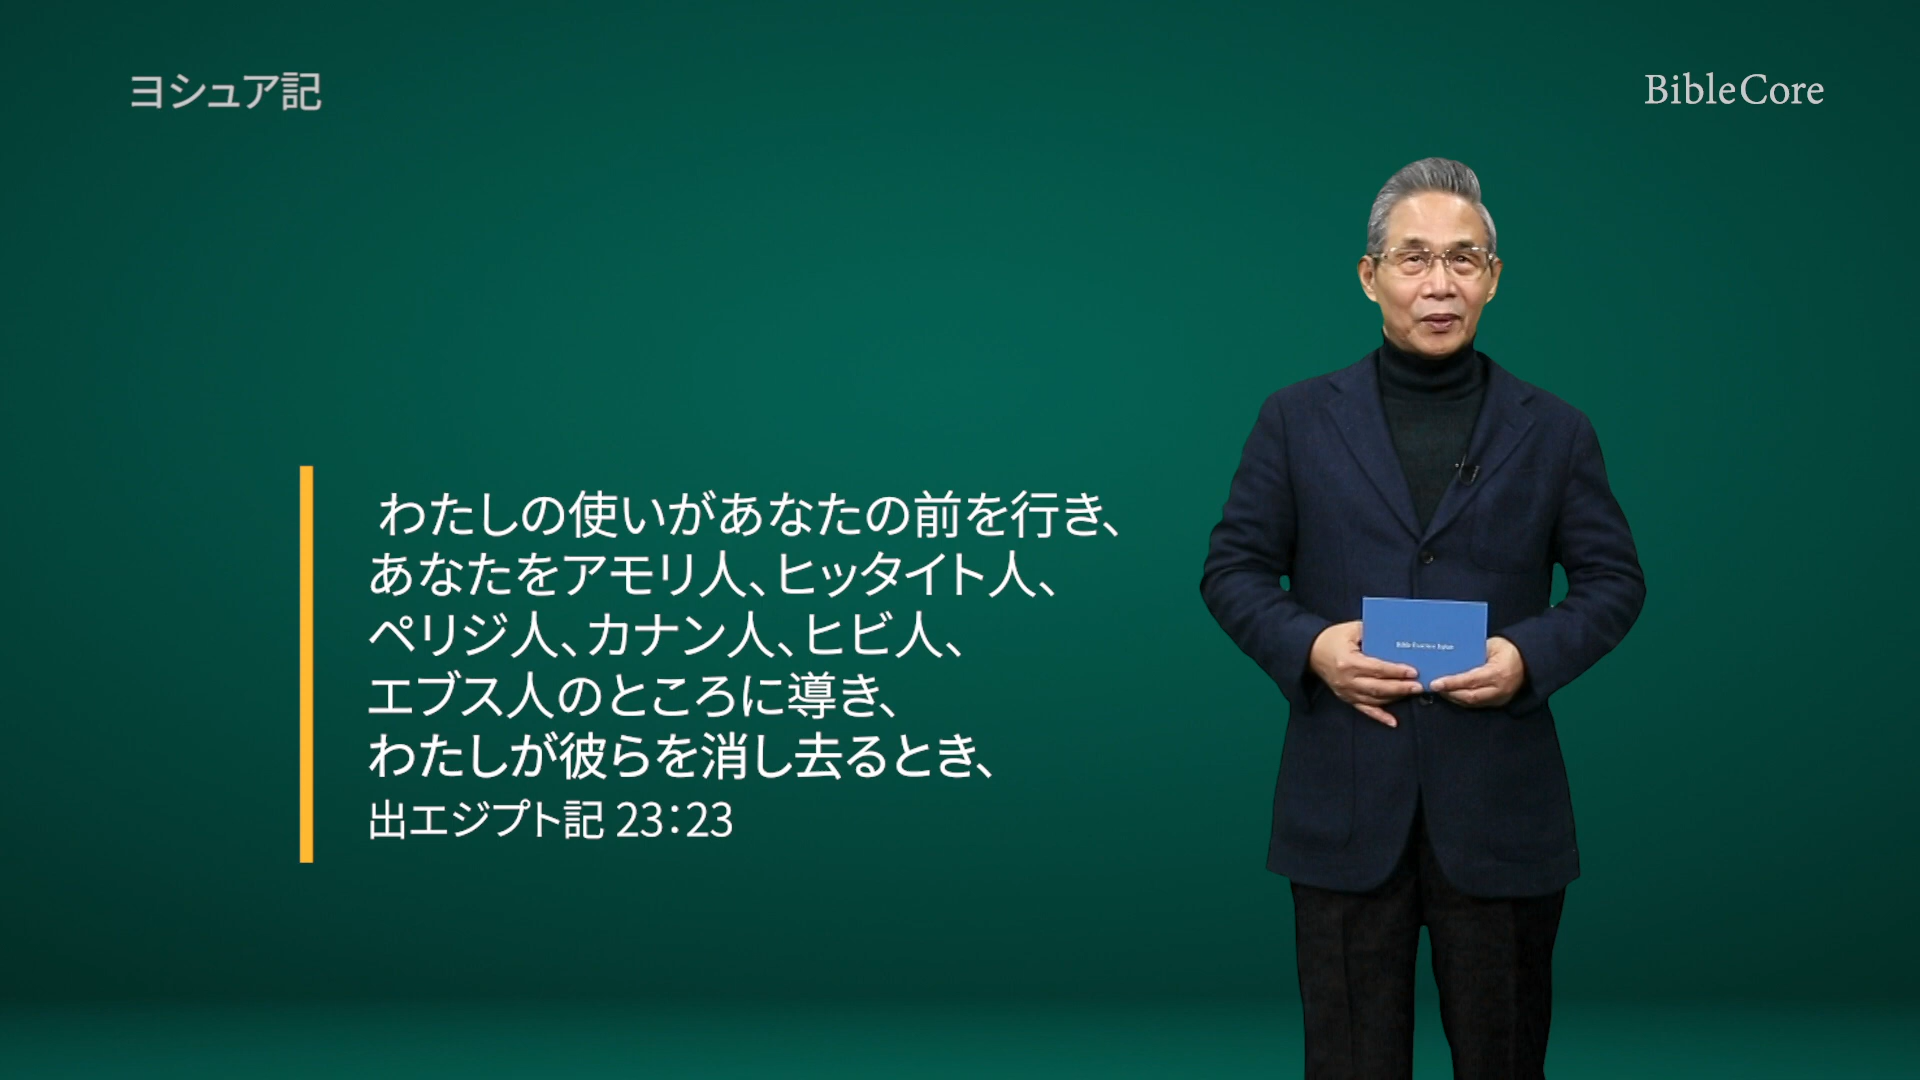 ヨシュア記
BibleCore
わたしの使いがあなたの前を行き、
あなたをアモリ人、ヒッタイト人、
ペリジ人、カナン人、ヒビ人、
エブス人のところに導き、
わたしが彼らを消し去るとき、
出エジプト記 23：23